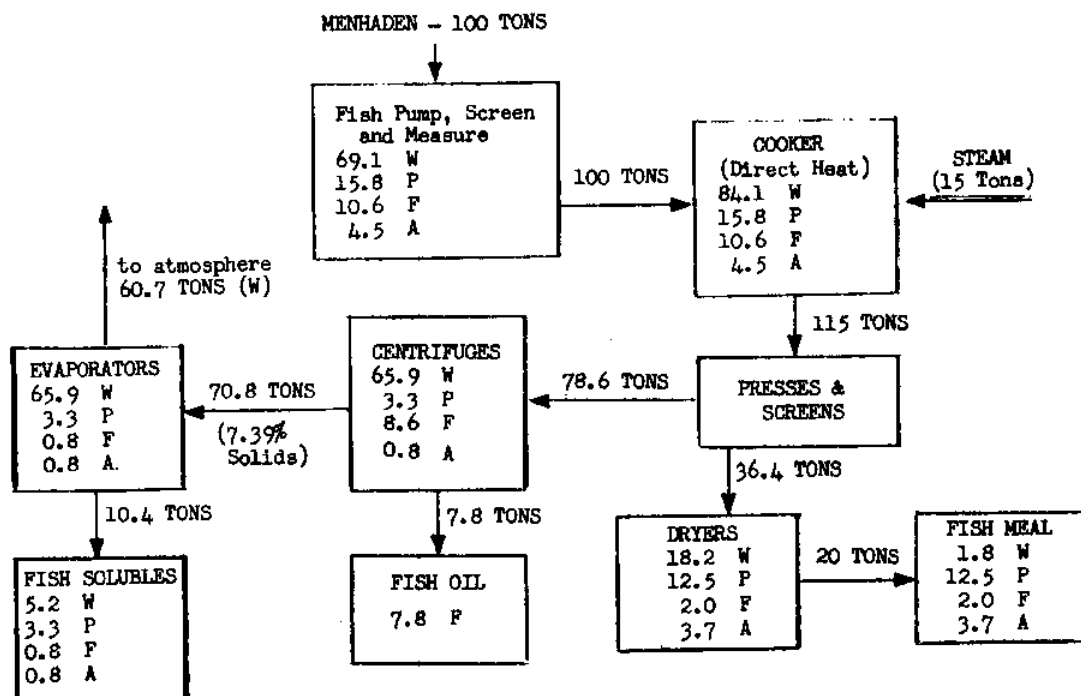 MENHADEN - 100 TONS
Fish Pump, Screen
and Measure
69.1 W
15.8 P
10.6 F
4.5 A
100 TONS
COOKER
(Direct Heat)
84.1 W
15.8 P
10.6 F
4.5 A
STEAM
(15 Tons)
115 TONS
PRESSES &
SCREENS
78.6 TONS
CENTRIFUGES
65.9 W
3.3 P
8.6 F
0.8 A
70.8 TONS
(7.39%
Solids)
to atmosphere
60.7 TONS (W)
EVAPORATORS
65.9 W
3.3 P
0.8 F
0.8 A.
10.4 TONS
FISH SOLUBLES
5.2 W
3.3 P
0.8 F
0.8 A
7.8 TONS
FISH OIL
7.8 F
36.4 TONS
DRYERS
18.2 W
12.5 P
2.0 F
3.7 A
20 TONS
FISH MEAL
1.8 W
12.5 P
2.0 F
3.7 A